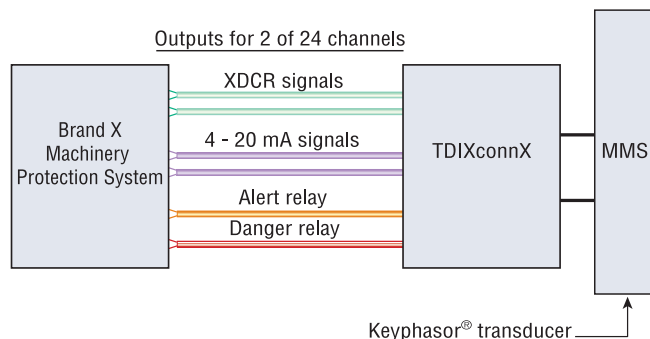 Outputs for 2 of 24 channels
XDCR signals
Brand X
Machinery
Protection System
4 - 20 mA signals
TDIXconnX
MMS
Alert relay
Danger relay
Keyphasor® transducer